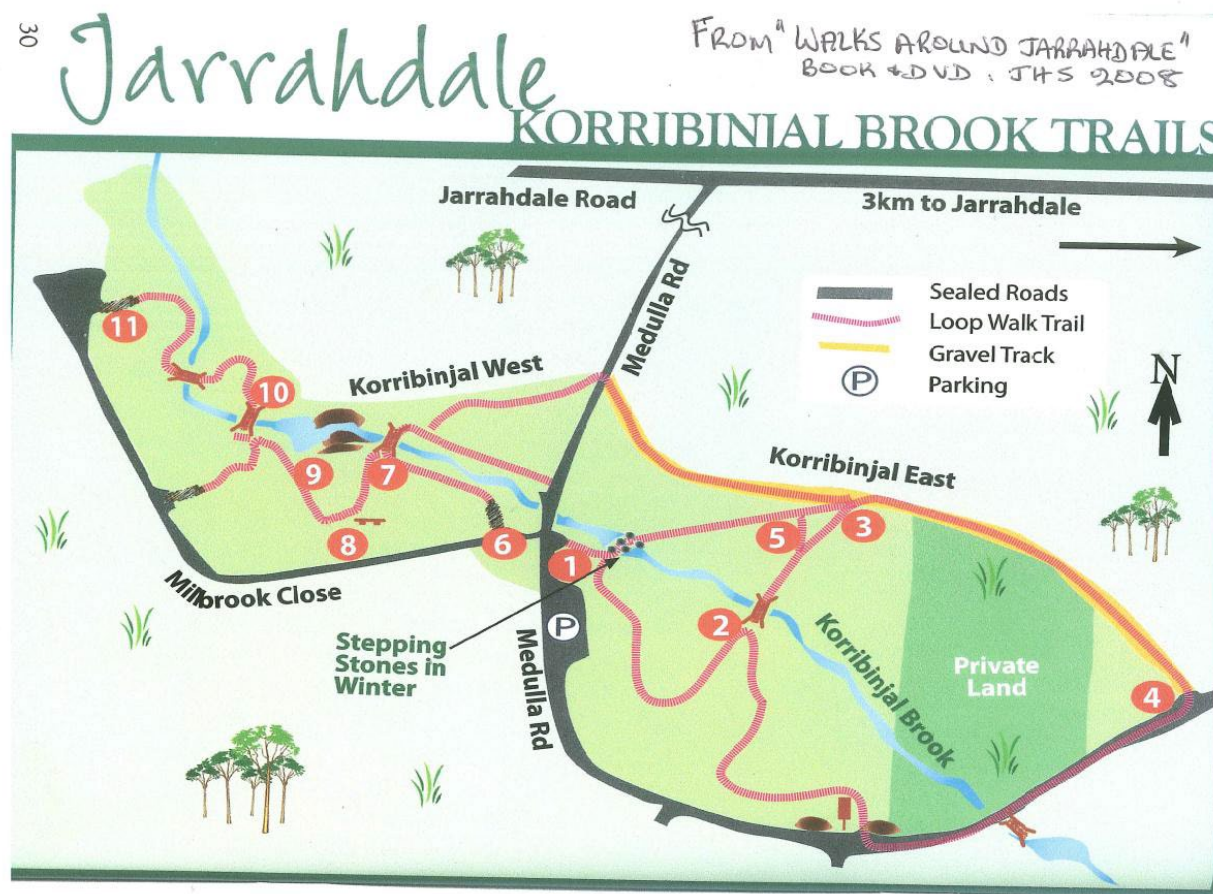 30
Jarrahdale
FROM "WALKS AROUND JARRAHDALE"
BOOK & DVD : JHS 2008
KORRIBINJAL BROOK TRAILS
Jarrahdale Road
3km to Jarrahdale
Medulla Rd
Sealed Roads
Loop Walk Trail
Gravel Track
P Parking
N
11
10
Korribinjal West
9
7
8
6
Korribinjal East
5
3
1
2
Millbrook Close
P
Stepping
Stones in
Winter
Medulla Rd
Korribinjal Brook
Private
Land
4